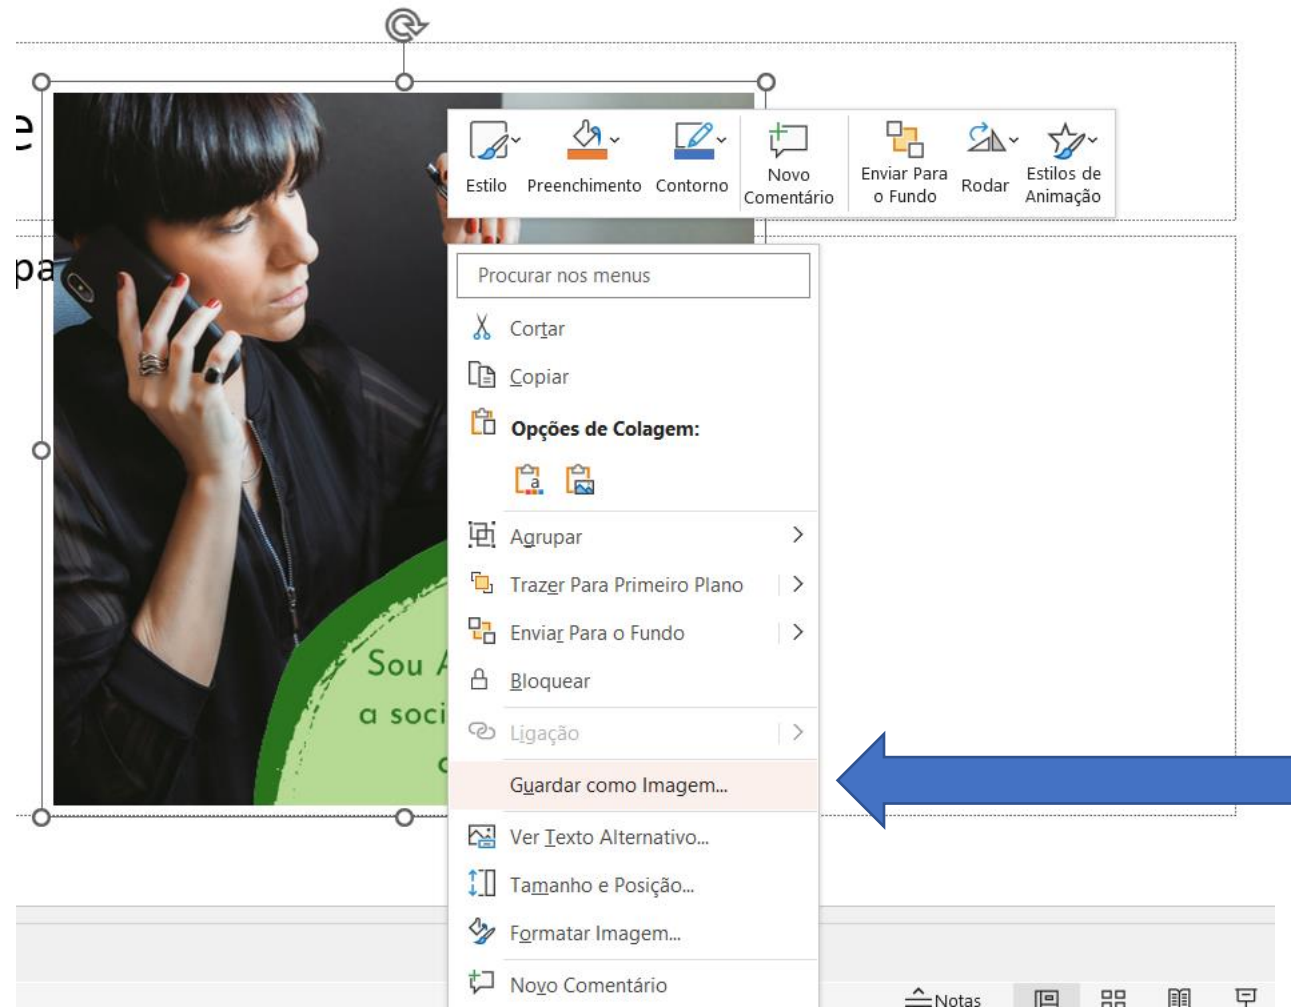 e
pa
Estilo
Preenchimento
Contorno
Novo
Comentário
Enviar Para
o Fundo
Rodar
Estilos de
Animação
Procurar nos menus
Cortar
Copiar
Opções de Colagem:
Agrupar
Trazer Para Primeiro Plano
Enviar Para o Fundo
Bloquear
Ligação
Guardar como Imagem...
Ver Texto Alternativo...
Tamanho e Posição...
Formatar Imagem...
Novo Comentário
Sou A
a soci
Notas